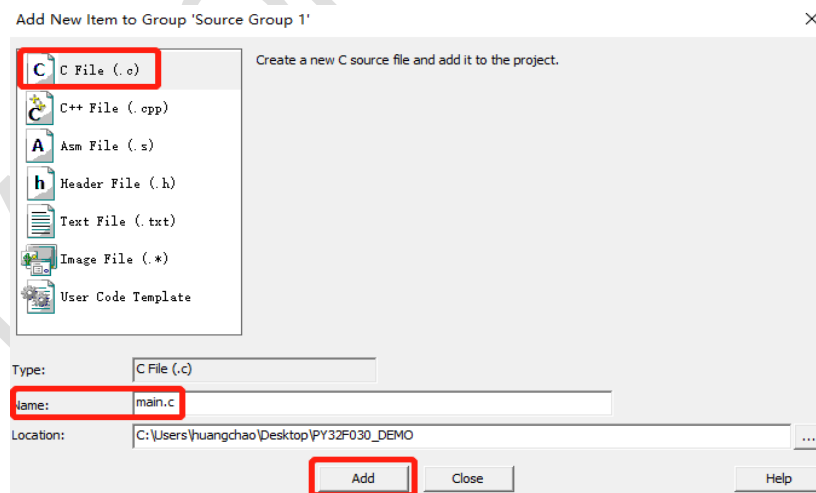 Add New Item to Group 'Source Group 1'
C File (.c)
Create a new C source file and add it to the project.
C++ File (.cpp)
Asm File (.s)
Header File (.h)
Text File (.txt)
Image File (.*)
User Code Template
Type: C File (.c)
Name: main.c
Location: C:\Users\huangchao\Desktop\PY32F030_DEMO ...
Add Close Help